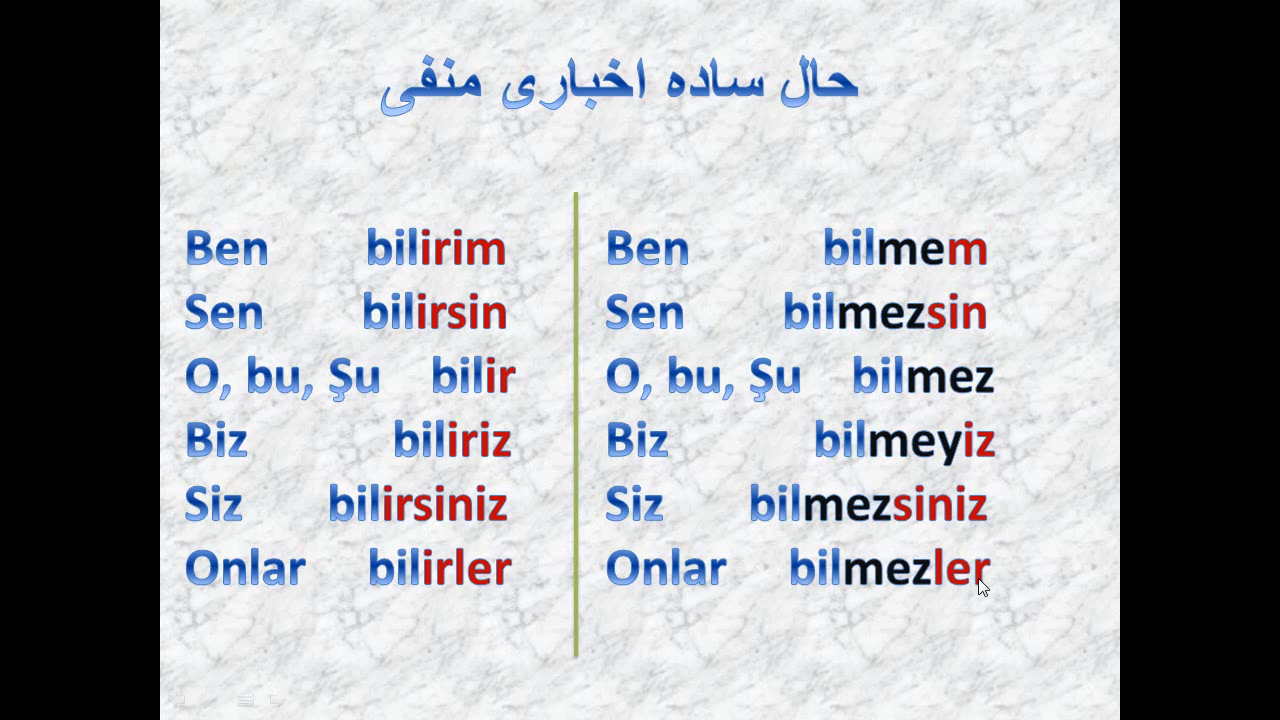 حال ساده اخباری منفی
Ben bilirim
Sen bilirsin
O, bu, Şu bilir
Biz biliriz
Siz bilirsiniz
Onlar bilirler
Ben bilmem
Sen bilmezsin
O, bu, Şu bilmez
Biz bilmeyiz
Siz bilmezsiniz
Onlar bilmezler